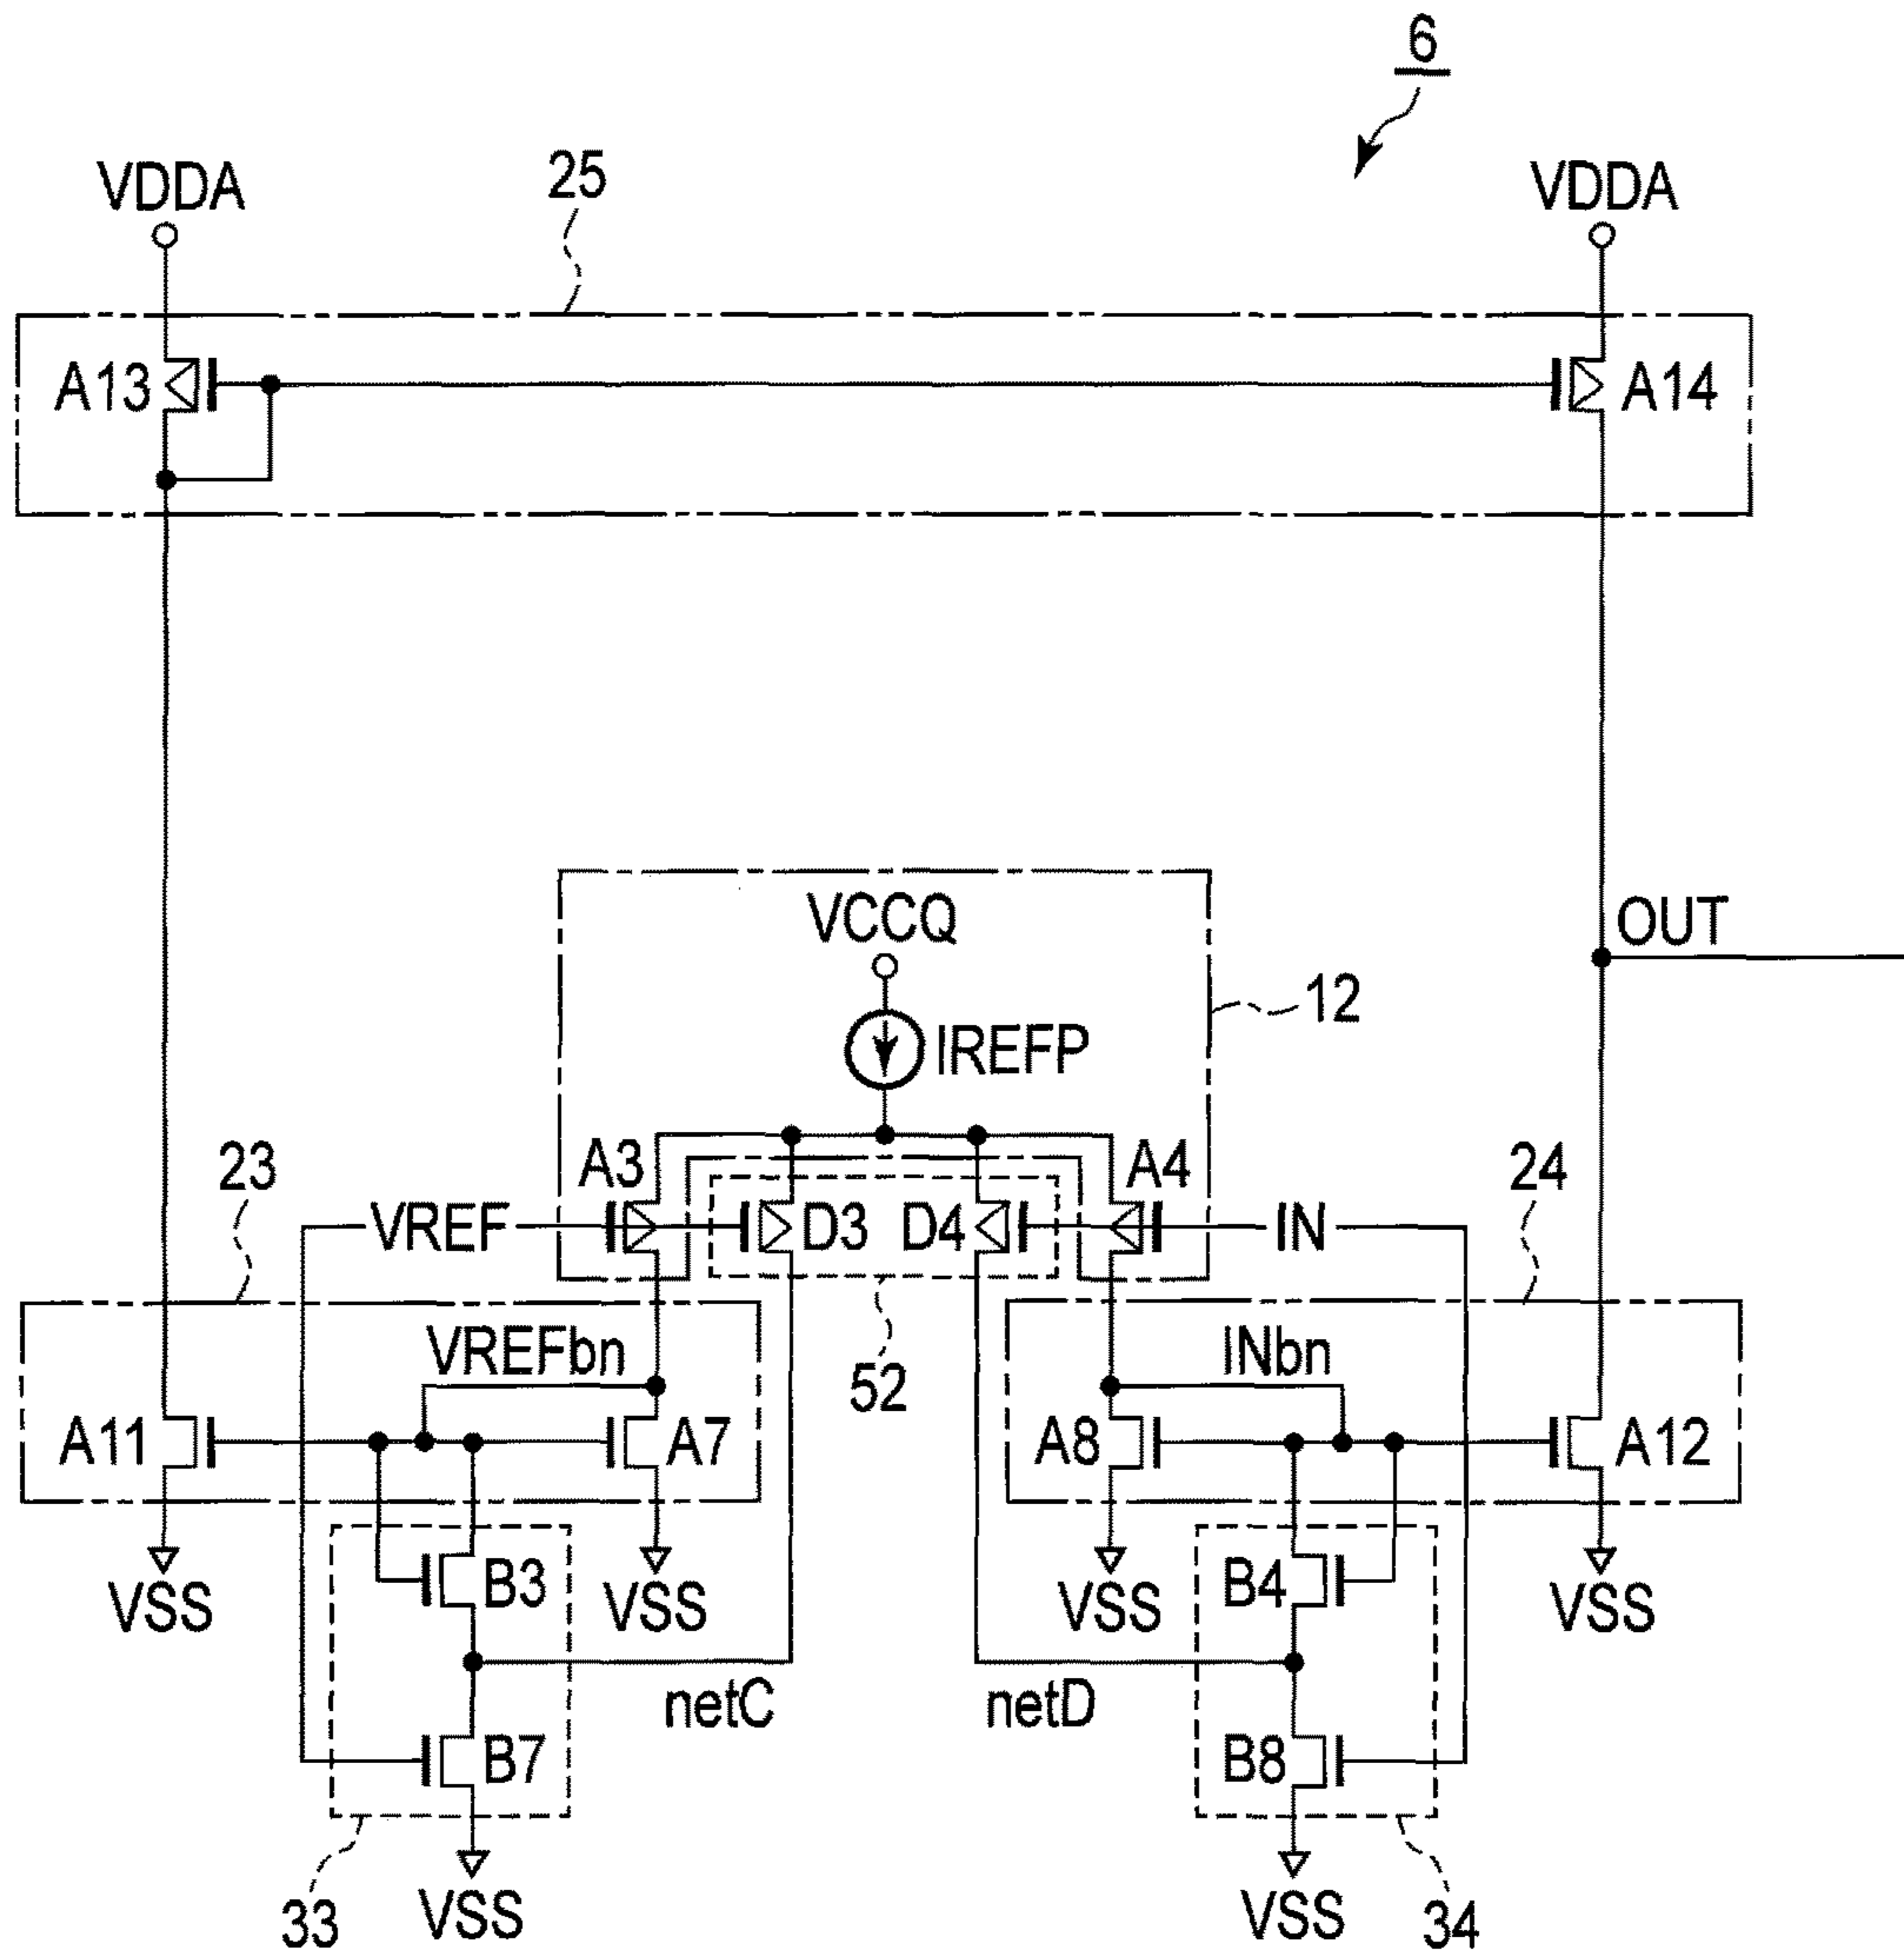 6
VDDA
25
VDDA
A13
A14
VCCQ
OUT
12
IREFP
23
A3
A4
24
VREF
D3
D4
IN
VREFbn
52
INbn
A11
A7
A8
A12
VSS
B3
VSS
VSS
B4
VSS
netC
netD
B7
B8
33
VSS
VSS
34